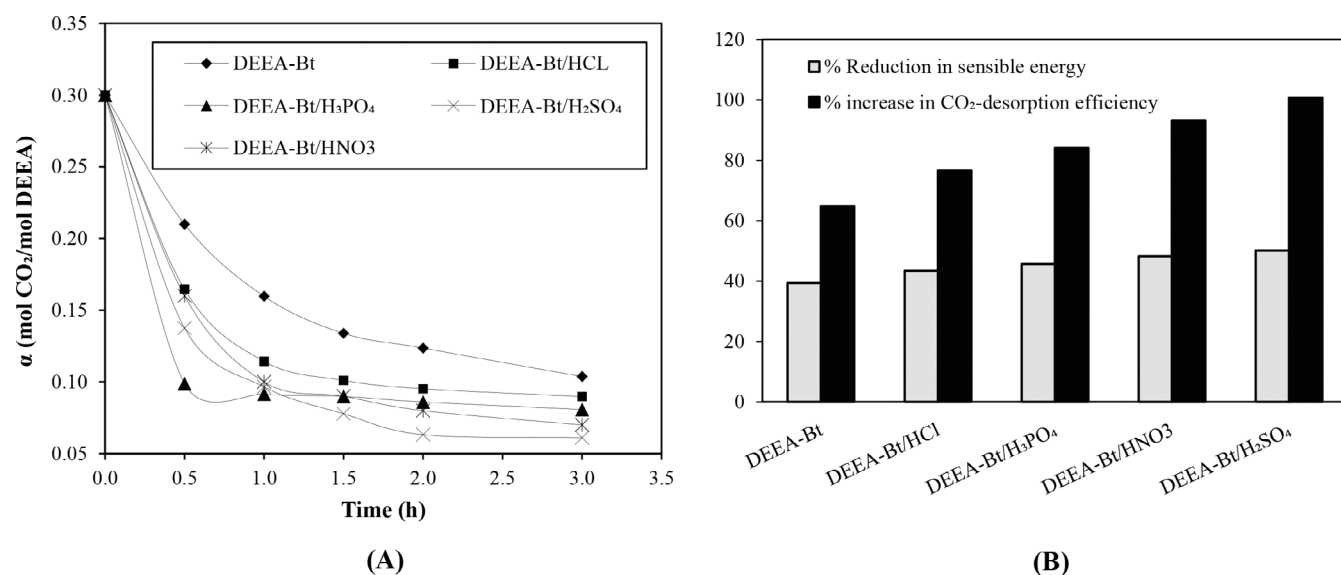 0.35
0.30
0.25
0.20
0.15
0.10
0.05
α (mol CO₂/mol DEEA)
DEEA-Bt
DEEA-Bt/HCL
DEEA-Bt/H₃PO₄
DEEA-Bt/H₂SO₄
DEEA-Bt/HNO3
0.0 0.5 1.0 1.5 2.0 2.5 3.0 3.5
Time (h)
(A)
120
100
80
60
40
20
0
% Reduction in sensible energy
% increase in CO₂-desorption efficiency
DEEA-Bt
DEEA-Bt/HCl
DEEA-Bt/H₃PO₄
DEEA-Bt/HNO3
DEEA-Bt/H₂SO₄
(B)